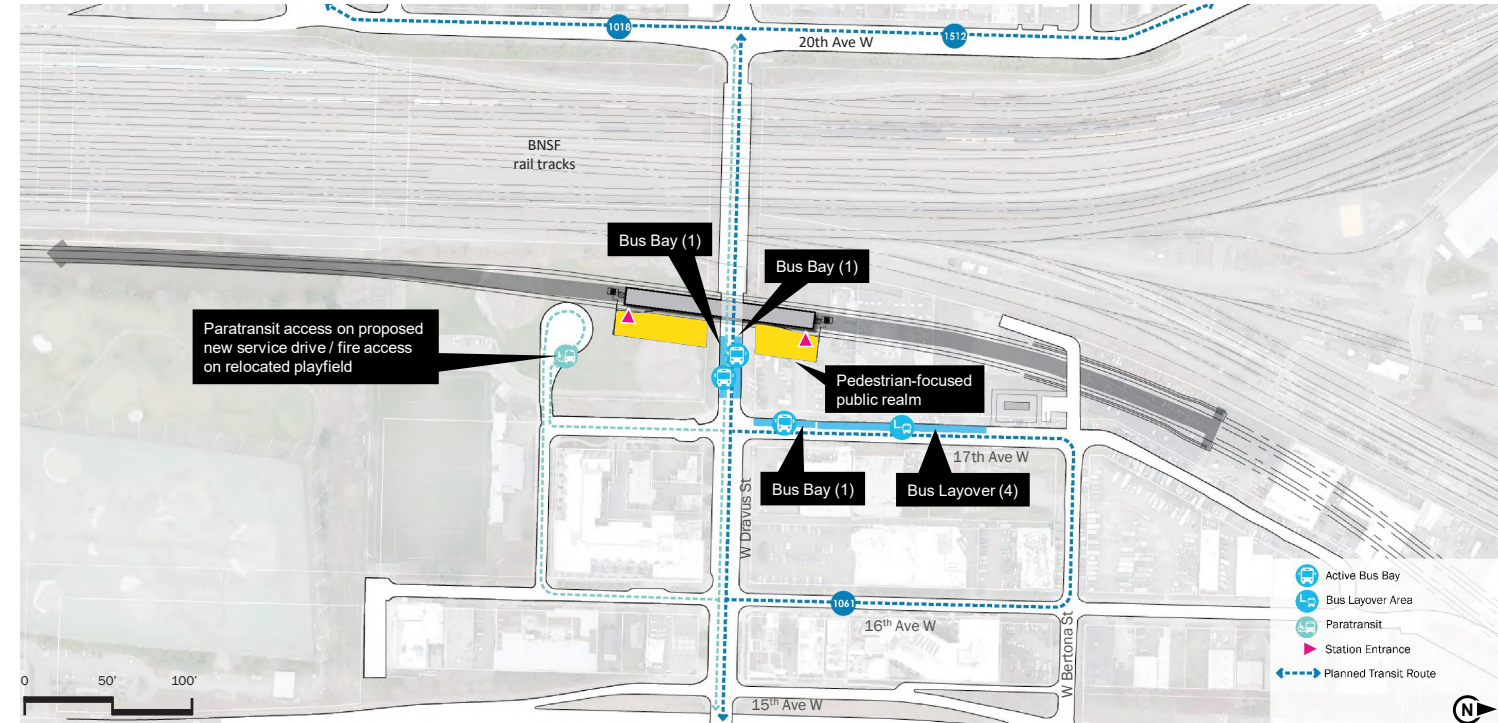 1018
1512
20th Ave W
BNSF
rail tracks
Bus Bay (1)
Bus Bay (1)
Paratransit access on proposed
new service drive / fire access
on relocated playfield
Pedestrian-focused
public realm
17th Ave W
Bus Bay (1)
Bus Layover (4)
W Dravus St
1061
16th Ave W
W Bertona St
15th Ave W
Active Bus Bay
Bus Layover Area
Paratransit
Station Entrance
Planned Transit Route
0 50' 100'
N